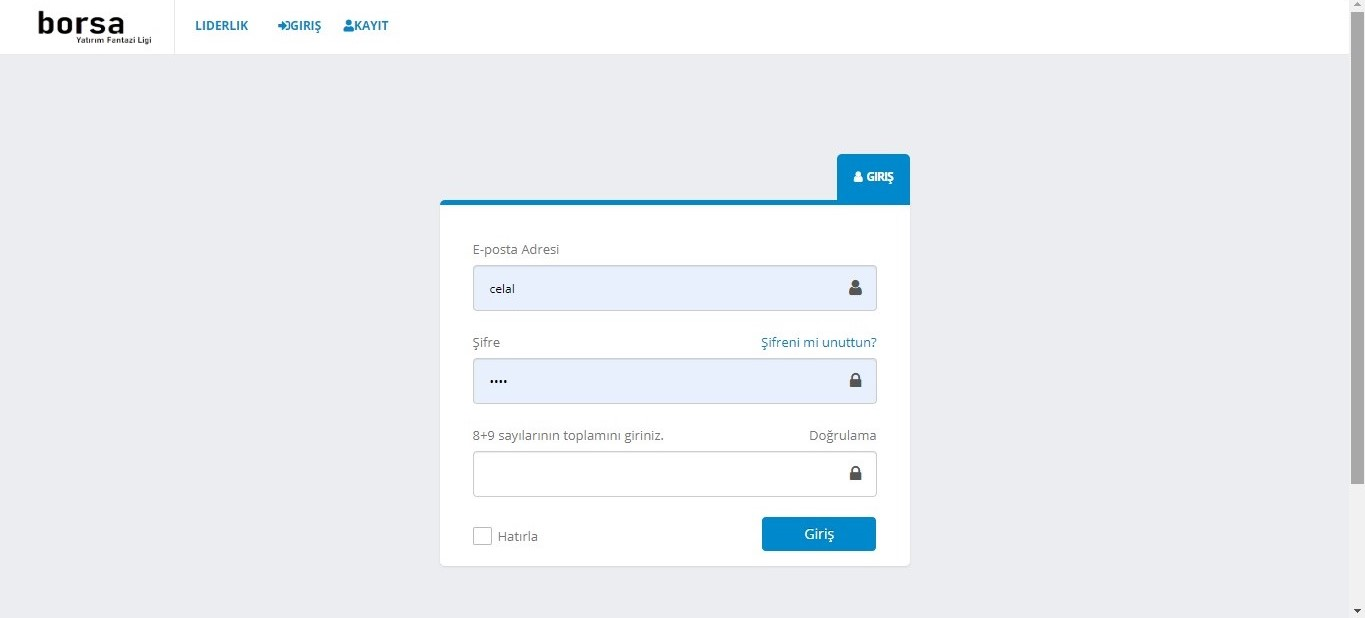 borsa
Yatırım Fantazi Ligi
LIDERLIK
GIRIŞ
KAYIT
GIRIŞ
E-posta Adresi
celal
Şifre
Şifreni mi unuttun?
••••
8+9 sayılarının toplamını giriniz.
Doğrulama
Hatırla
Giriş